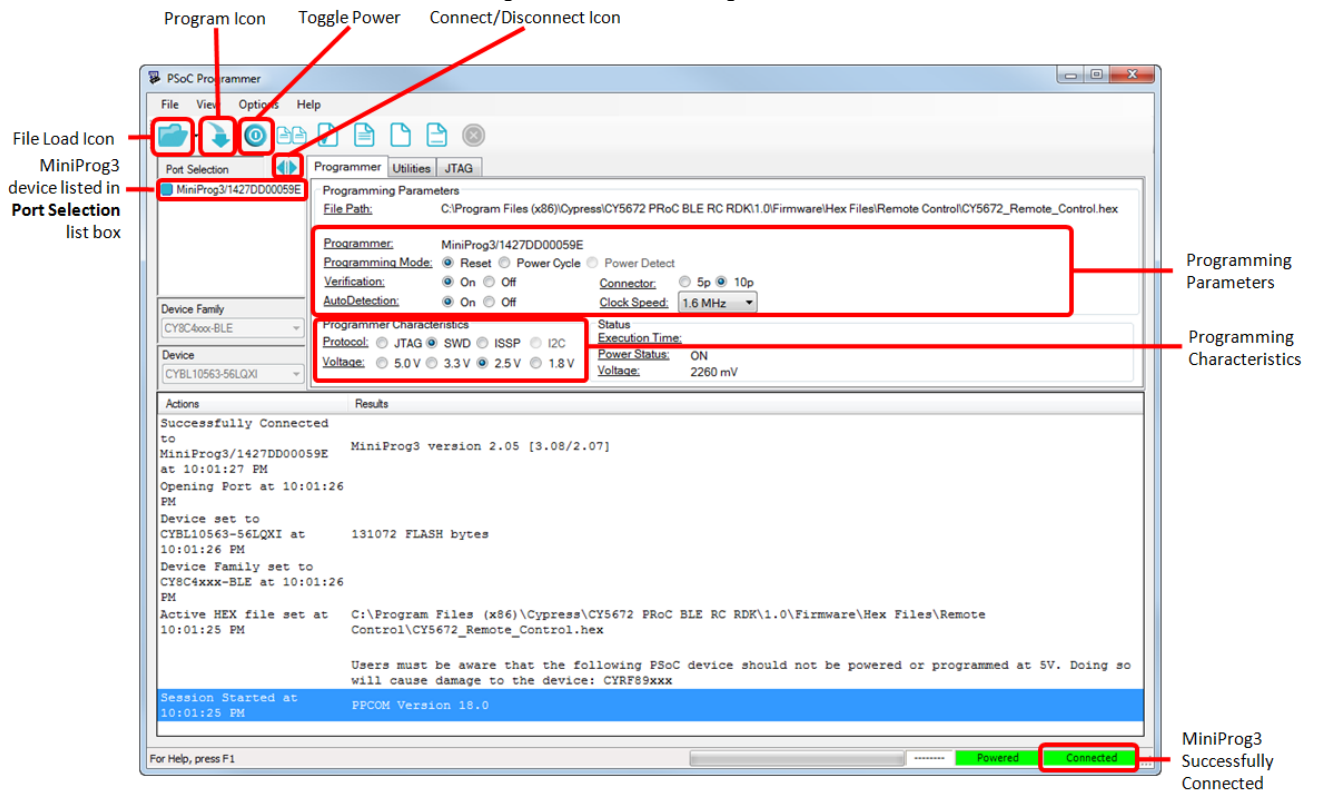 Program Icon Toggle Power Connect/Disconnect Icon
PSoC Programmer
File View Options Help
File Load Icon
MiniProg3
device listed in
Port Selection
list box
Port Selection
MiniProg3/1427DD00059E
Programmer Utilities JTAG
Programming Parameters
File Path: C:\Program Files (x86)\Cypress\CY5672 PRoC BLE RC RDK\1.0\Firmware\Hex Files\Remote Control\CY5672_Remote_Control.hex
Programmer: MiniProg3/1427DD00059E
Programming Mode: Reset Power Cycle Power Detect
Verification: On Off Connector: 5p 10p
AutoDetection: On Off Clock Speed: 1.6 MHz
Programming
Parameters
Device Family
CY8C4xxx-BLE
Device
CYBL10563-56LQXI
Programmer Characteristics
Protocol: JTAG SWD ISSP I2C
Voltage: 5.0 V 3.3 V 2.5 V 1.8 V
Status
Execution Time:
Power Status: ON
Voltage: 2260 mV
Programming
Characteristics
Actions Results
Successfully Connected
to
MiniProg3/1427DD00059E
at 10:01:27 PM
MiniProg3 version 2.05 [3.08/2.07]
Opening Port at 10:01:26
PM
Device set to
CYBL10563-56LQXI at
10:01:26 PM
131072 FLASH bytes
Device Family set to
CY8C4xxx-BLE at 10:01:26
PM
Active HEX file set at
10:01:25 PM
C:\Program Files (x86)\Cypress\CY5672 PRoC BLE RC RDK\1.0\Firmware\Hex Files\Remote
Control\CY5672_Remote_Control.hex
Users must be aware that the following PSoC device should not be powered or programmed at 5V. Doing so
will cause damage to the device: CYRF89xxx
Session Started at
10:01:25 PM
PPCOM Version 18.0
For Help, press F1
-------- Powered Connected
MiniProg3
Successfully
Connected